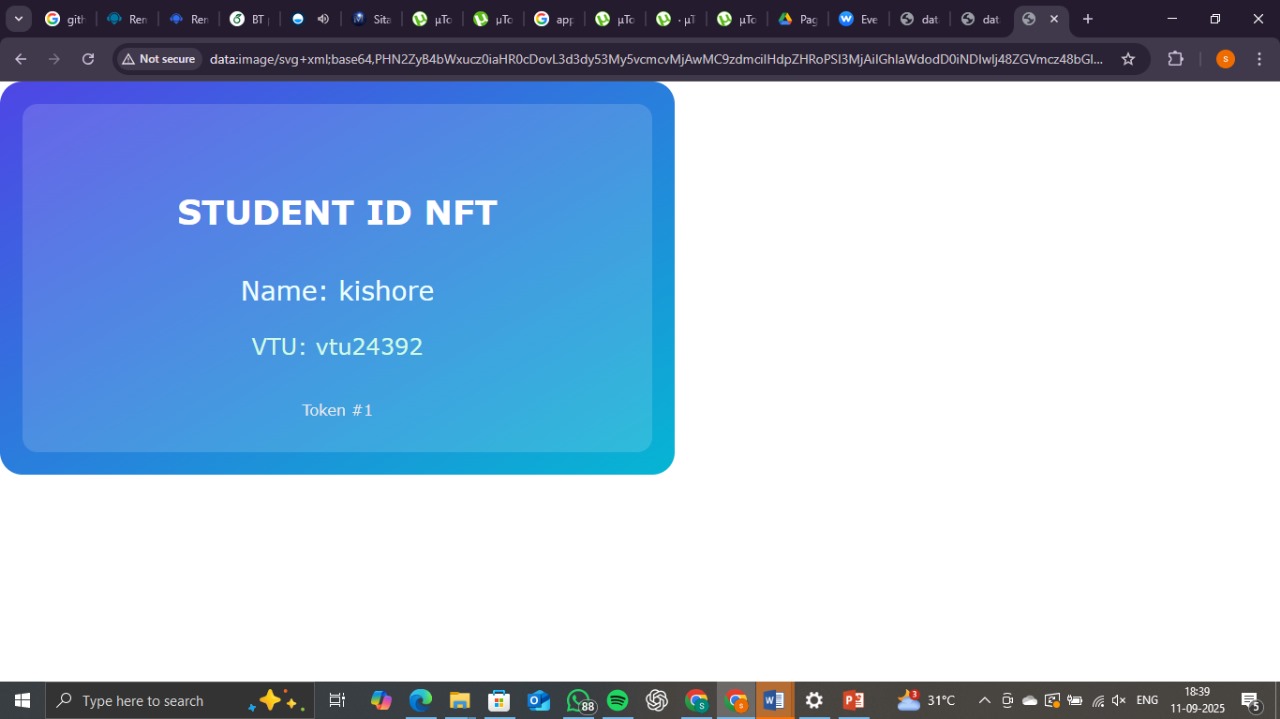 gith
Ren
Ren
BT
Sita
µTo
µTo
app
µTo
· µT
µTo
Pag
Eve
dat
dat
Not secure
data:image/svg+xml;base64,PHN2ZyB4bWxucz0iaHR0cDovL3d3dy53My5vcmcvMjAwMC9zdmciIHdpZHRoPSI3MjAiIGhlaWdodD0iNDIwIj48ZGVmcz48bGl...
S
STUDENT ID NFT
Name: kishore
VTU: vtu24392
Token #1
Type here to search
88
3
31°C
ENG
18:39
11-09-2025
5